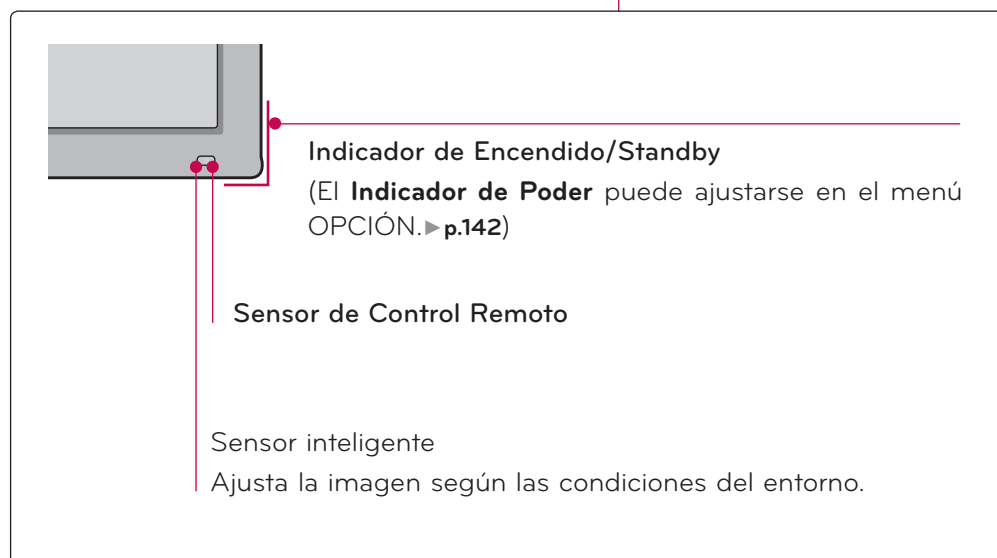 Indicador de Encendido/Standby
(El Indicador de Poder puede ajustarse en el menú
OPCIÓN.►p.142)
Sensor de Control Remoto
Sensor inteligente
Ajusta la imagen según las condiciones del entorno.